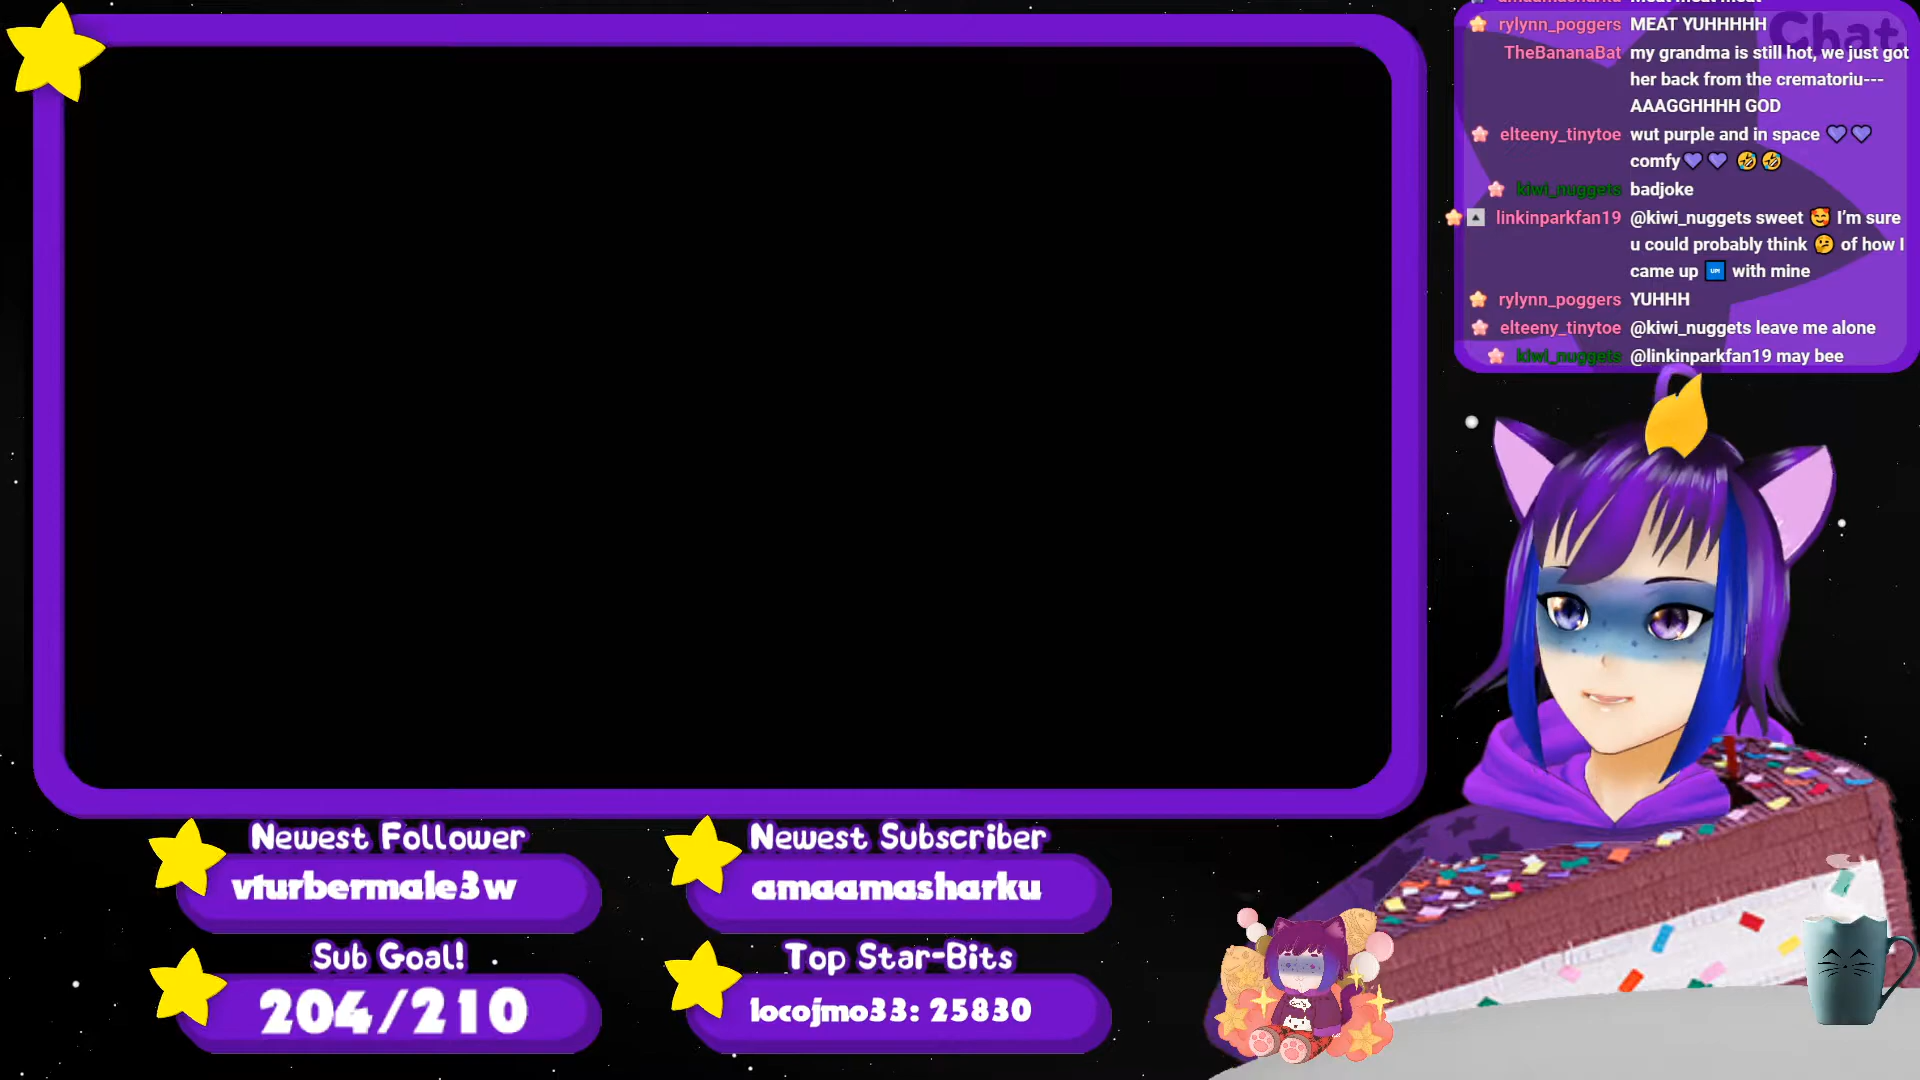 Chat
rylynn_poggers MEAT YUHHHHH
TheBananaBat my grandma is still hot, we just got
her back from the crematoriu---
AAAGGHHHH GOD
elteeny_tinytoe wut purple and in space 💜💜
comfy💜💜 🤣🤣
kiwi_nuggets badjoke
linkinparkfan19 @kiwi_nuggets sweet 🥰 I'm sure
u could probably think 🤔 of how I
came up 🆙 with mine
rylynn_poggers YUHHH
elteeny_tinytoe @kiwi_nuggets leave me alone
kiwi_nuggets @linkinparkfan19 may bee
Newest Follower
vturbermale3w
Newest Subscriber
amaamasharku
Sub Goal!
204/210
Top Star-Bits
locojmo33: 25830